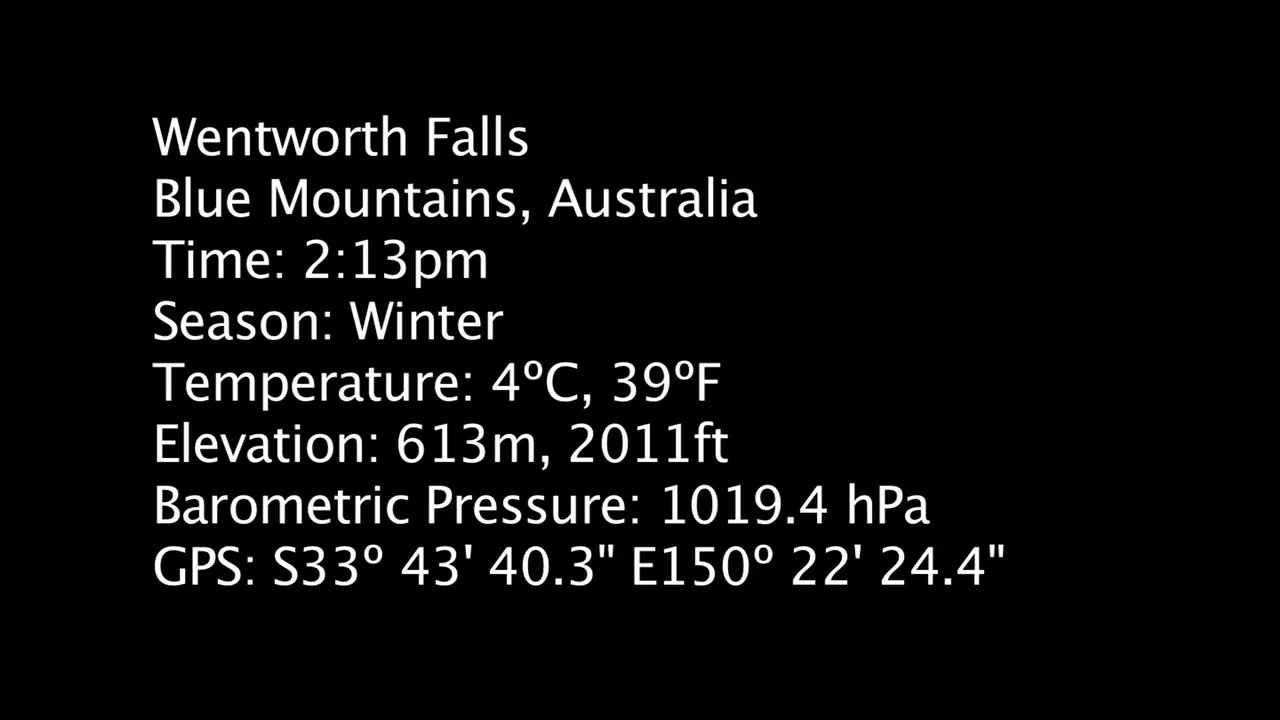 Wentworth Falls
Blue Mountains, Australia
Time: 2:13pm
Season: Winter
Temperature: 4ºC, 39ºF
Elevation: 613m, 2011ft
Barometric Pressure: 1019.4 hPa
GPS: S33º 43' 40.3" E150º 22' 24.4"